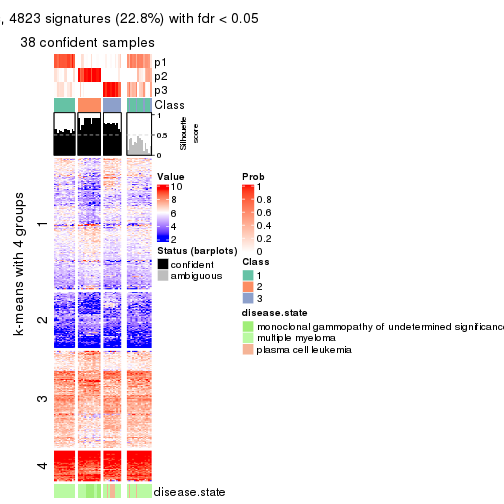 , 4823 signatures (22.8%) with fdr < 0.05
38 confident samples
p1
p2
p3
Class
1
0.5
0
Silhouette
score
k-means with 4 groups
1
2
3
4
Value
10
8
6
4
2
Status (barplots)
confident
ambiguous
Prob
1
0.8
0.6
0.4
0.2
0
Class
1
2
3
disease.state
monoclonal gammopathy of undetermined significance
multiple myeloma
plasma cell leukemia
disease.state